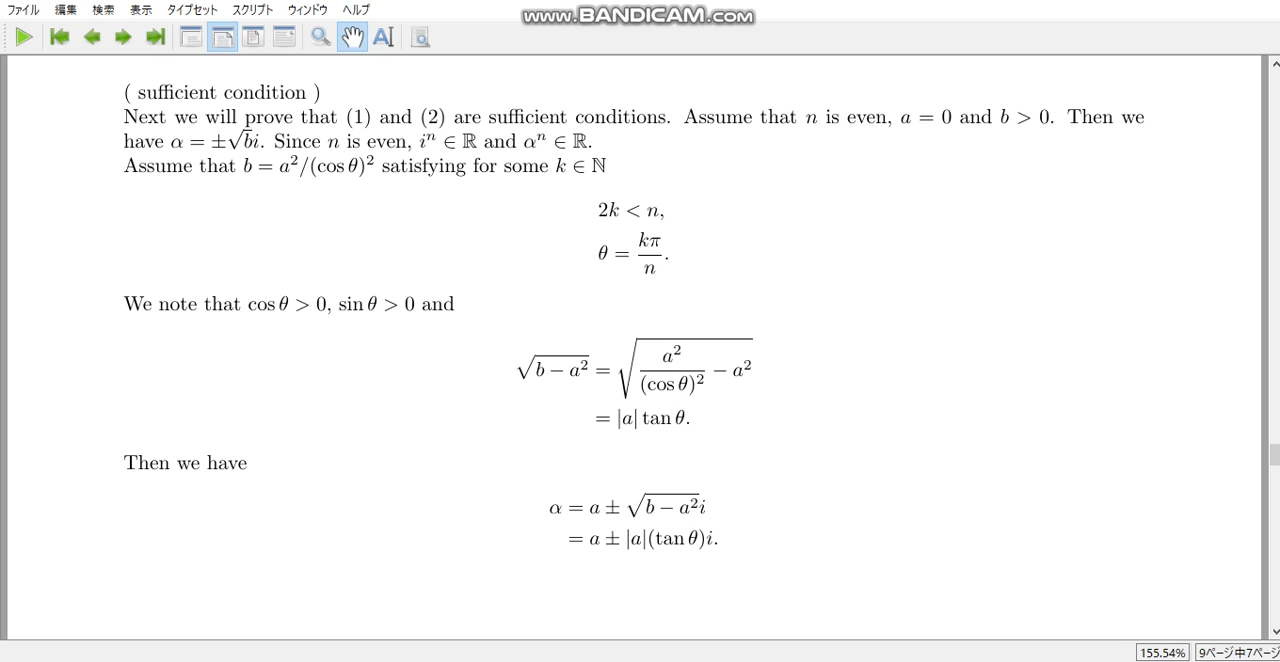 ファイル 編集 検索 表示 タイプセット スクリプト ウィンドウ ヘルプ
www.BANDICAM.com
( sufficient condition )
Next we will prove that (1) and (2) are sufficient conditions. Assume that n is even, a = 0 and b > 0. Then we
have α = ±√bi. Since n is even, iⁿ ∈ ℝ and αⁿ ∈ ℝ.
Assume that b = a²/(cos θ)² satisfying for some k ∈ ℕ
2k < n,
θ = kπ/n.
We note that cos θ > 0, sin θ > 0 and
√(b − a²) = √(a²/(cos θ)² − a²)
= |a| tan θ.
Then we have
α = a ± √(b − a²)i
= a ± |a|(tan θ)i.
155.54% 9ページ中7ページ